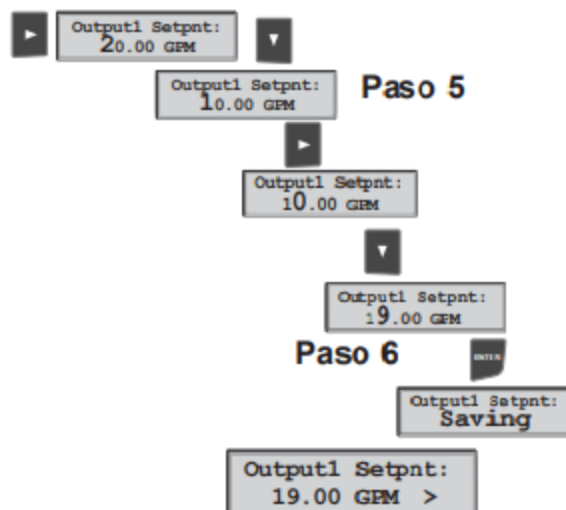 Output1 Setpnt:
20.00 GPM
Output1 Setpnt:
10.00 GPM
Paso 5
Output1 Setpnt:
10.00 GPM
Output1 Setpnt:
19.00 GPM
Paso 6
ENTER
Output1 Setpnt:
Saving
Output1 Setpnt:
19.00 GPM >